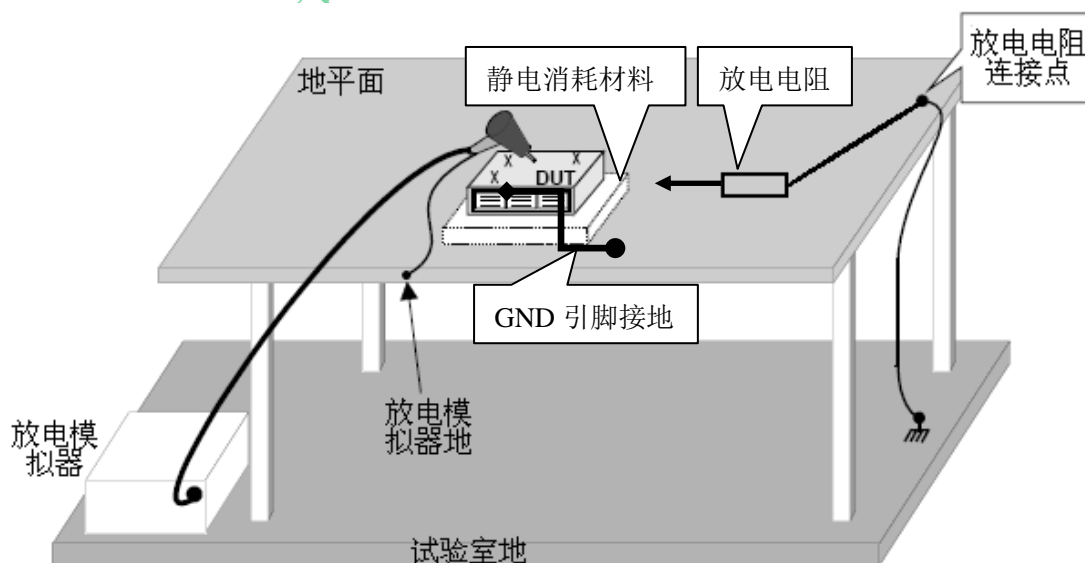 放电电阻
连接点
地平面
静电消耗材料
放电电阻
X
X
X
DUT
GND 引脚接地
放电模
拟器地
放电模
拟器
试验室地